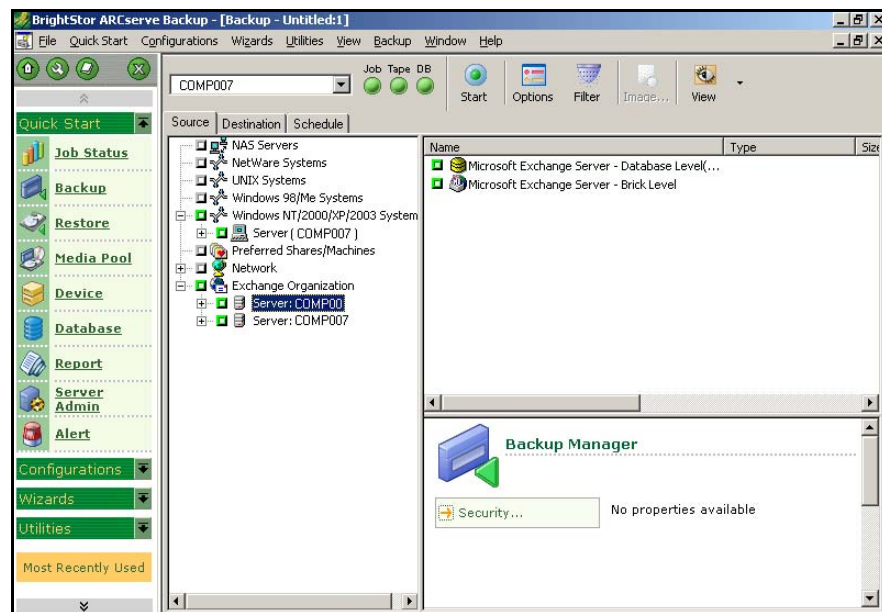 BrightStor ARCserve Backup - [Backup - Untitled:1]
File Quick Start Configurations Wizards Utilities View Backup Window Help
COMP007
Job Tape DB
Start
Options
Filter
Image...
View
Quick Start
Job Status
Backup
Restore
Media Pool
Device
Database
Report
Server
Admin
Alert
Configurations
Wizards
Utilities
Most Recently Used
Source Destination Schedule
NAS Servers
NetWare Systems
UNIX Systems
Windows 98/Me Systems
Windows NT/2000/XP/2003 System
Server ( COMP007 )
Preferred Shares/Machines
Network
Exchange Organization
Server: COMP00
Server: COMP007
Name Type Size
Microsoft Exchange Server - Database Level(...
Microsoft Exchange Server - Brick Level
Backup Manager
Security...
No properties available